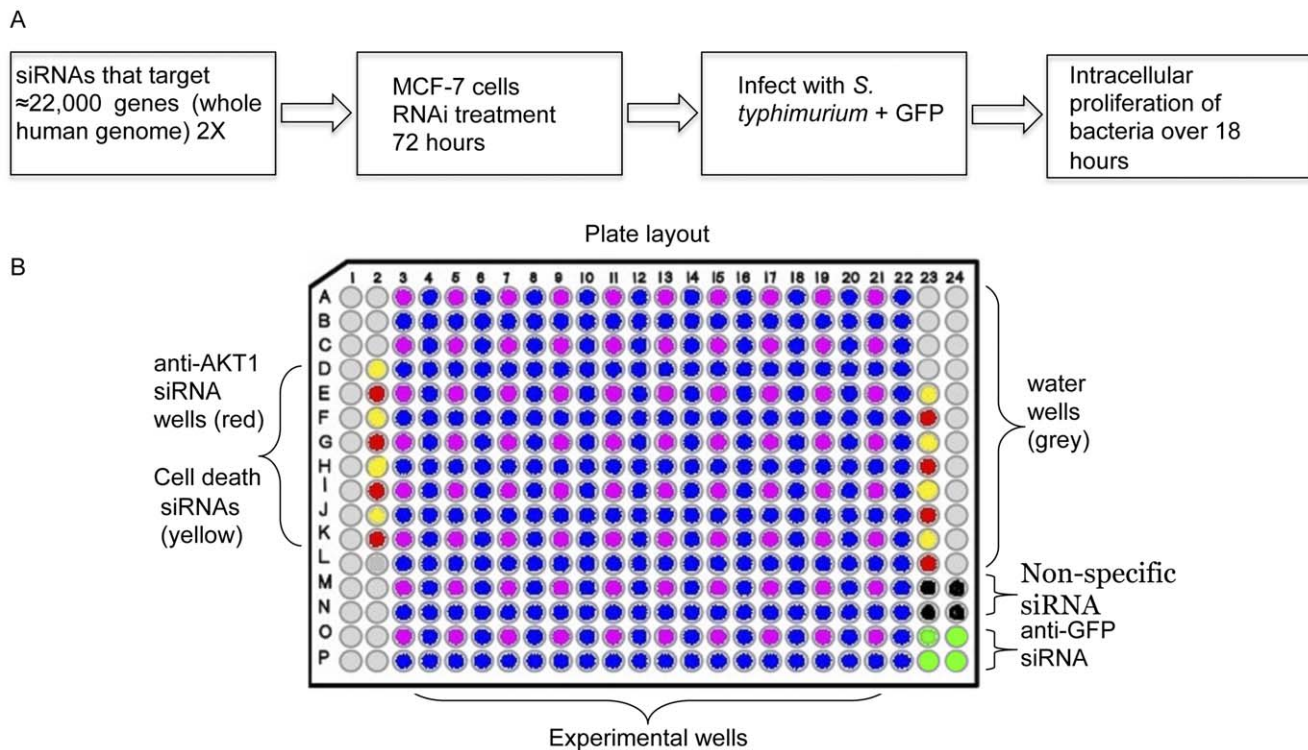 A
siRNAs that target
≈22,000 genes (whole
human genome) 2X
MCF-7 cells
RNAi treatment
72 hours
Infect with S.
typhimurium + GFP
Intracellular
proliferation of
bacteria over 18
hours
Plate layout
B
1 2 3 4 5 6 7 8 9 10 11 12 13 14 15 16 17 18 19 20 21 22 23 24
A
B
C
D
E
F
G
H
I
J
K
L
M
N
O
P
anti-AKT1
siRNA
wells (red)
Cell death
siRNAs
(yellow)
water
wells
(grey)
Non-specific
siRNA
anti-GFP
siRNA
Experimental wells